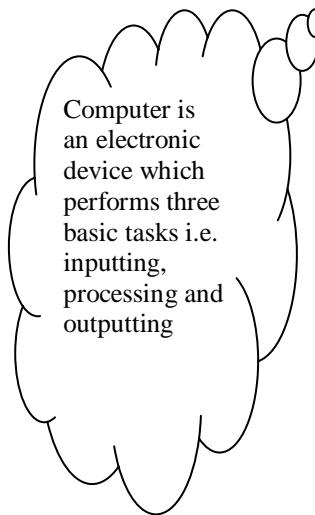 Computer is
an electronic
device which
performs three
basic tasks i.e.
inputting,
processing and
outputting